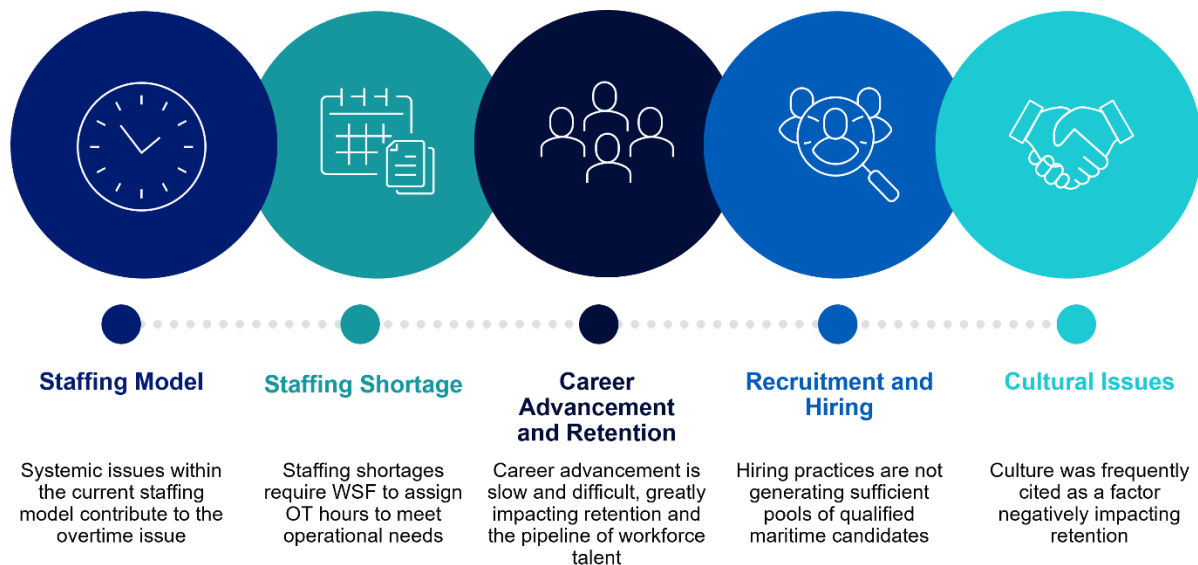 Staffing Model
Systemic issues within
the current staffing
model contribute to the
overtime issue
Staffing Shortage
Staffing shortages
require WSF to assign
OT hours to meet
operational needs
Career
Advancement
and Retention
Career advancement is
slow and difficult, greatly
impacting retention and
the pipeline of workforce
talent
Recruitment and
Hiring
Hiring practices are not
generating sufficient
pools of qualified
maritime candidates
Cultural Issues
Culture was frequently
cited as a factor
negatively impacting
retention